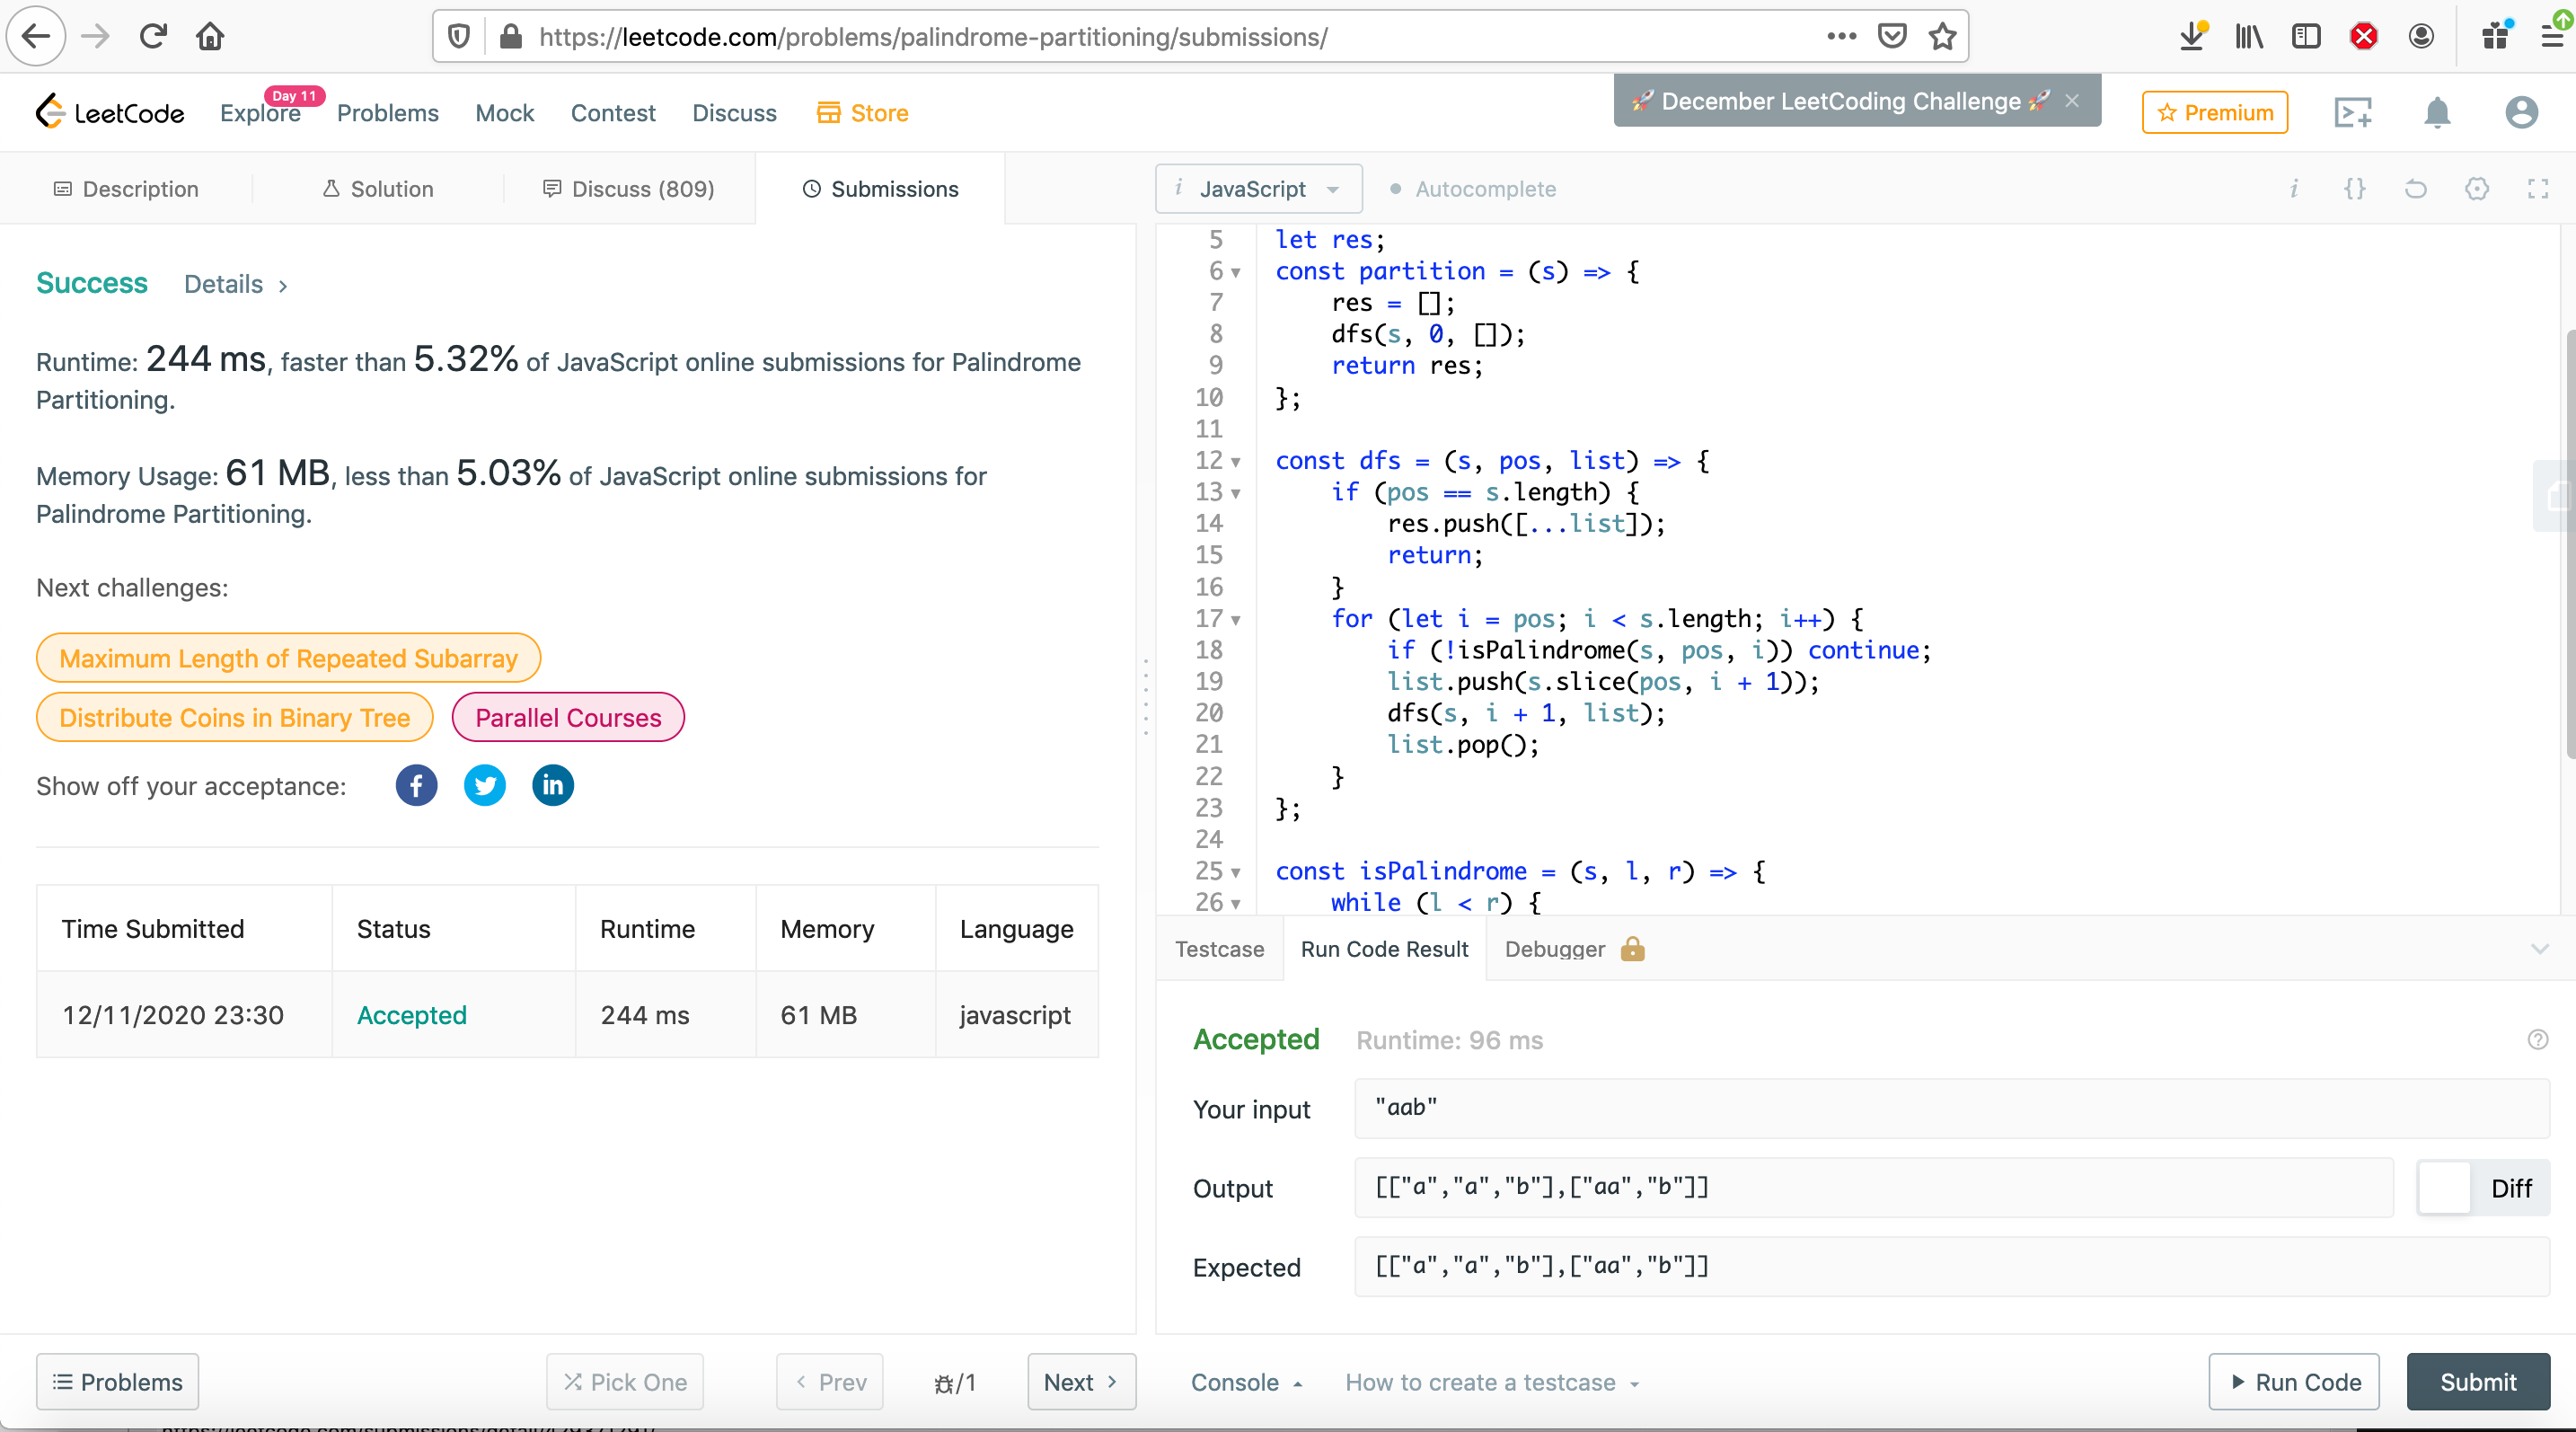 https://leetcode.com/problems/palindrome-partitioning/submissions/
LeetCode
Explore
Day 11
Problems
Mock
Contest
Discuss
Store
🚀 December LeetCoding Challenge 🚀 ×
Premium
Description
Solution
Discuss (809)
Submissions
i JavaScript
Autocomplete
Success
Details >
Runtime: 244 ms, faster than 5.32% of JavaScript online submissions for Palindrome
Partitioning.
Memory Usage: 61 MB, less than 5.03% of JavaScript online submissions for
Palindrome Partitioning.
Next challenges:
Maximum Length of Repeated Subarray
Distribute Coins in Binary Tree
Parallel Courses
Show off your acceptance:
Time Submitted Status Runtime Memory Language
12/11/2020 23:30 Accepted 244 ms 61 MB javascript
5 let res;
6 const partition = (s) => {
7 res = [];
8 dfs(s, 0, []);
9 return res;
10 };
11
12 const dfs = (s, pos, list) => {
13 if (pos == s.length) {
14 res.push([...list]);
15 return;
16 }
17 for (let i = pos; i < s.length; i++) {
18 if (!isPalindrome(s, pos, i)) continue;
19 list.push(s.slice(pos, i + 1));
20 dfs(s, i + 1, list);
21 list.pop();
22 }
23 };
24
25 const isPalindrome = (s, l, r) => {
26 while (l < r) {
Testcase
Run Code Result
Debugger
Accepted Runtime: 96 ms
Your input "aab"
Output [["a","a","b"],["aa","b"]]
Diff
Expected [["a","a","b"],["aa","b"]]
Problems
Pick One
< Prev
/1
Next >
Console
How to create a testcase
Run Code
Submit